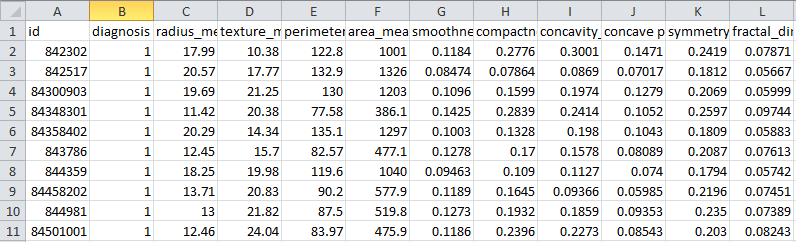 A B C D E F G H I J K L
1 id diagnosis radius_me texture_m perimeter area_mea smoothne compactn concavity_ concave p symmetry fractal_dir
2 842302 1 17.99 10.38 122.8 1001 0.1184 0.2776 0.3001 0.1471 0.2419 0.07871
3 842517 1 20.57 17.77 132.9 1326 0.08474 0.07864 0.0869 0.07017 0.1812 0.05667
4 84300903 1 19.69 21.25 130 1203 0.1096 0.1599 0.1974 0.1279 0.2069 0.05999
5 84348301 1 11.42 20.38 77.58 386.1 0.1425 0.2839 0.2414 0.1052 0.2597 0.09744
6 84358402 1 20.29 14.34 135.1 1297 0.1003 0.1328 0.198 0.1043 0.1809 0.05883
7 843786 1 12.45 15.7 82.57 477.1 0.1278 0.17 0.1578 0.08089 0.2087 0.07613
8 844359 1 18.25 19.98 119.6 1040 0.09463 0.109 0.1127 0.074 0.1794 0.05742
9 84458202 1 13.71 20.83 90.2 577.9 0.1189 0.1645 0.09366 0.05985 0.2196 0.07451
10 844981 1 13 21.82 87.5 519.8 0.1273 0.1932 0.1859 0.09353 0.235 0.07389
11 84501001 1 12.46 24.04 83.97 475.9 0.1186 0.2396 0.2273 0.08543 0.203 0.08243